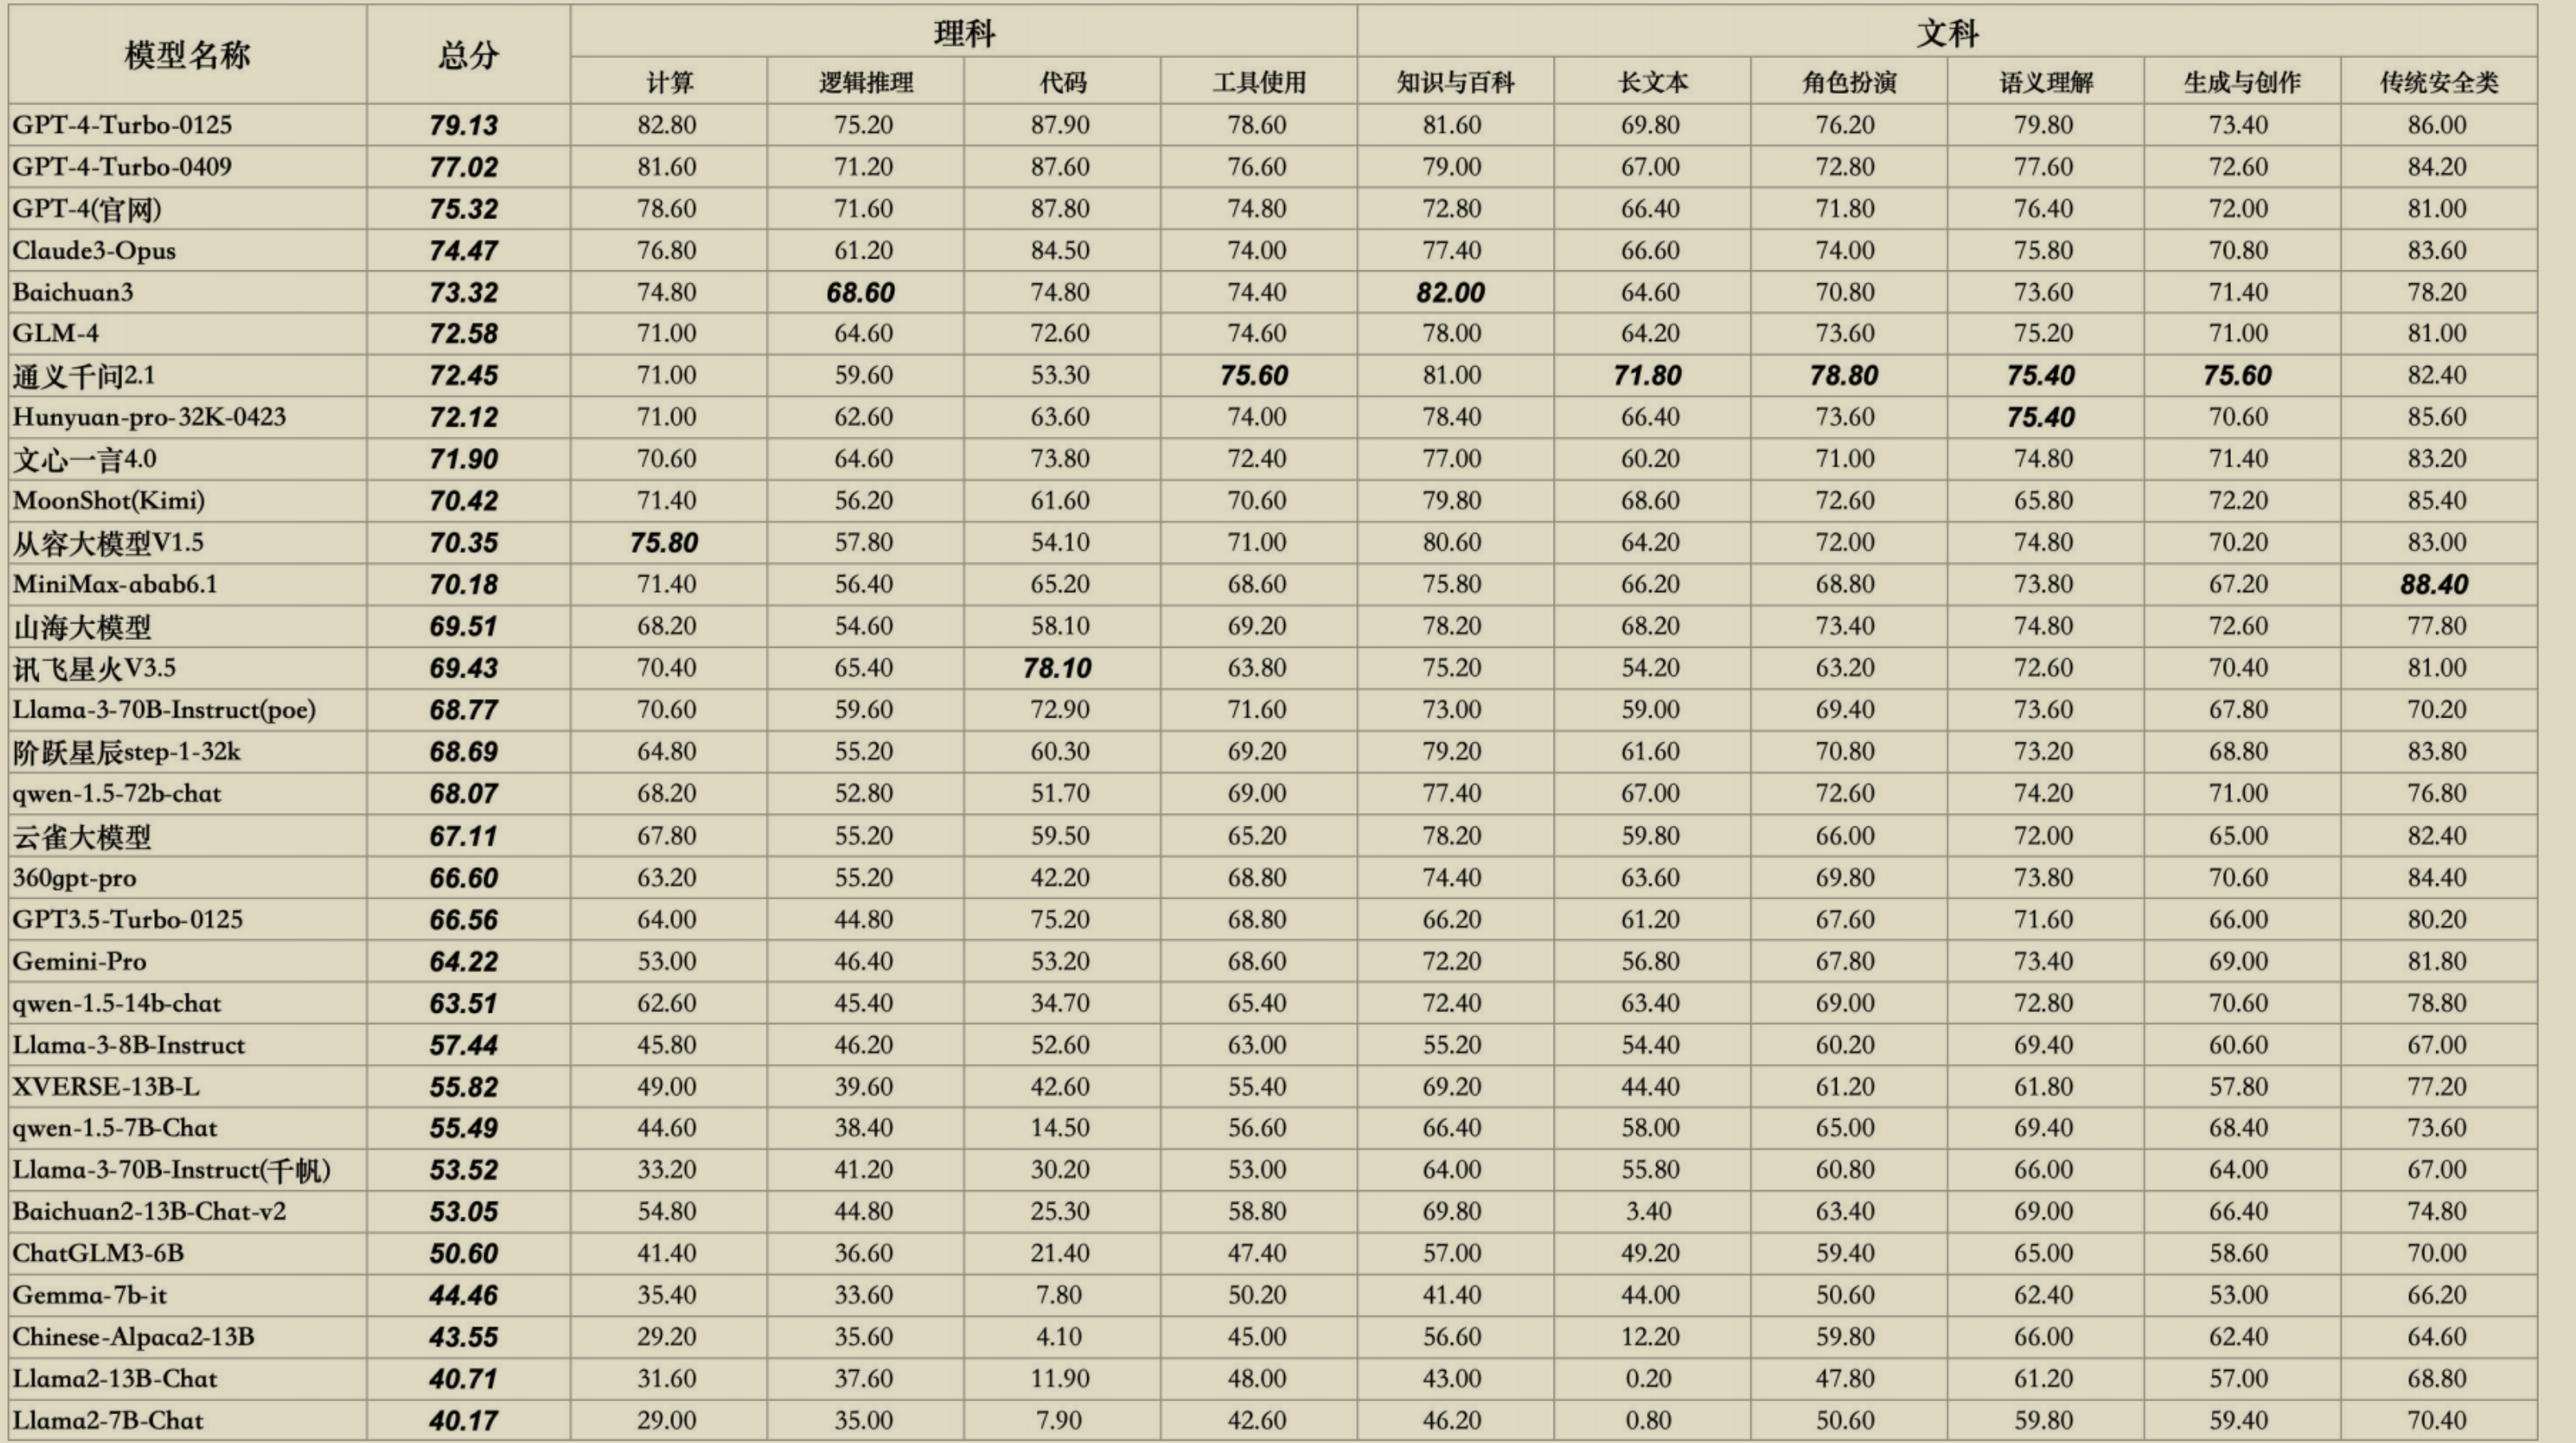 模型名称 总分 理科 文科
计算 逻辑推理 代码 工具使用 知识与百科 长文本 角色扮演 语义理解 生成与创作 传统安全类
GPT-4-Turbo-0125 79.13 82.80 75.20 87.90 78.60 81.60 69.80 76.20 79.80 73.40 86.00
GPT-4-Turbo-0409 77.02 81.60 71.20 87.60 76.60 79.00 67.00 72.80 77.60 72.60 84.20
GPT-4(官网) 75.32 78.60 71.60 87.80 74.80 72.80 66.40 71.80 76.40 72.00 81.00
Claude3-Opus 74.47 76.80 61.20 84.50 74.00 77.40 66.60 74.00 75.80 70.80 83.60
Baichuan3 73.32 74.80 68.60 74.80 74.40 82.00 64.60 70.80 73.60 71.40 78.20
GLM-4 72.58 71.00 64.60 72.60 74.60 78.00 64.20 73.60 75.20 71.00 81.00
通义千问2.1 72.45 71.00 59.60 53.30 75.60 81.00 71.80 78.80 75.40 75.60 82.40
Hunyuan-pro-32K-0423 72.12 71.00 62.60 63.60 74.00 78.40 66.40 73.60 75.40 70.60 85.60
文心一言4.0 71.90 70.60 64.60 73.80 72.40 77.00 60.20 71.00 74.80 71.40 83.20
MoonShot(Kimi) 70.42 71.40 56.20 61.60 70.60 79.80 68.60 72.60 65.80 72.20 85.40
从容大模型V1.5 70.35 75.80 57.80 54.10 71.00 80.60 64.20 72.00 74.80 70.20 83.00
MiniMax-abab6.1 70.18 71.40 56.40 65.20 68.60 75.80 66.20 68.80 73.80 67.20 88.40
山海大模型 69.51 68.20 54.60 58.10 69.20 78.20 68.20 73.40 74.80 72.60 77.80
讯飞星火V3.5 69.43 70.40 65.40 78.10 63.80 75.20 54.20 63.20 72.60 70.40 81.00
Llama-3-70B-Instruct(poe) 68.77 70.60 59.60 72.90 71.60 73.00 59.00 69.40 73.60 67.80 70.20
阶跃星辰step-1-32k 68.69 64.80 55.20 60.30 69.20 79.20 61.60 70.80 73.20 68.80 83.80
qwen-1.5-72b-chat 68.07 68.20 52.80 51.70 69.00 77.40 67.00 72.60 74.20 71.00 76.80
云雀大模型 67.11 67.80 55.20 59.50 65.20 78.20 59.80 66.00 72.00 65.00 82.40
360gpt-pro 66.60 63.20 55.20 42.20 68.80 74.40 63.60 69.80 73.80 70.60 84.40
GPT3.5-Turbo-0125 66.56 64.00 44.80 75.20 68.80 66.20 61.20 67.60 71.60 66.00 80.20
Gemini-Pro 64.22 53.00 46.40 53.20 68.60 72.20 56.80 67.80 73.40 69.00 81.80
qwen-1.5-14b-chat 63.51 62.60 45.40 34.70 65.40 72.40 63.40 69.00 72.80 70.60 78.80
Llama-3-8B-Instruct 57.44 45.80 46.20 52.60 63.00 55.20 54.40 60.20 69.40 60.60 67.00
XVERSE-13B-L 55.82 49.00 39.60 42.60 55.40 69.20 44.40 61.20 61.80 57.80 77.20
qwen-1.5-7B-Chat 55.49 44.60 38.40 14.50 56.60 66.40 58.00 65.00 69.40 68.40 73.60
Llama-3-70B-Instruct(千帆) 53.52 33.20 41.20 30.20 53.00 64.00 55.80 60.80 66.00 64.00 67.00
Baichuan2-13B-Chat-v2 53.05 54.80 44.80 25.30 58.80 69.80 3.40 63.40 69.00 66.40 74.80
ChatGLM3-6B 50.60 41.40 36.60 21.40 47.40 57.00 49.20 59.40 65.00 58.60 70.00
Gemma-7b-it 44.46 35.40 33.60 7.80 50.20 41.40 44.00 50.60 62.40 53.00 66.20
Chinese-Alpaca2-13B 43.55 29.20 35.60 4.10 45.00 56.60 12.20 59.80 66.00 62.40 64.60
Llama2-13B-Chat 40.71 31.60 37.60 11.90 48.00 43.00 0.20 47.80 61.20 57.00 68.80
Llama2-7B-Chat 40.17 29.00 35.00 7.90 42.60 46.20 0.80 50.60 59.80 59.40 70.40